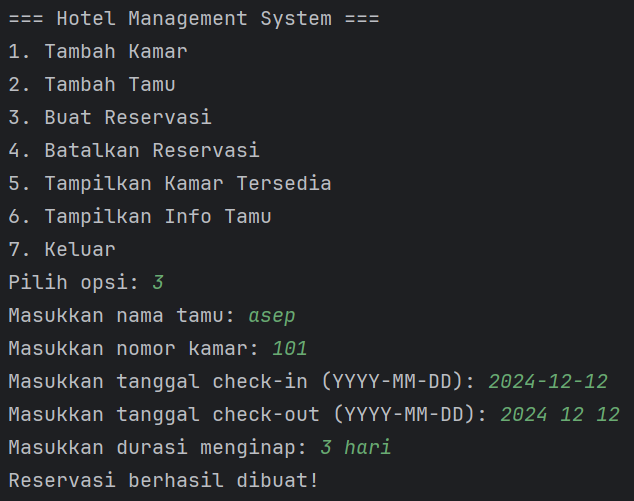 === Hotel Management System ===
1. Tambah Kamar
2. Tambah Tamu
3. Buat Reservasi
4. Batalkan Reservasi
5. Tampilkan Kamar Tersedia
6. Tampilkan Info Tamu
7. Keluar
Pilih opsi: 3
Masukkan nama tamu: asep
Masukkan nomor kamar: 101
Masukkan tanggal check-in (YYYY-MM-DD): 2024-12-12
Masukkan tanggal check-out (YYYY-MM-DD): 2024 12 12
Masukkan durasi menginap: 3 hari
Reservasi berhasil dibuat!